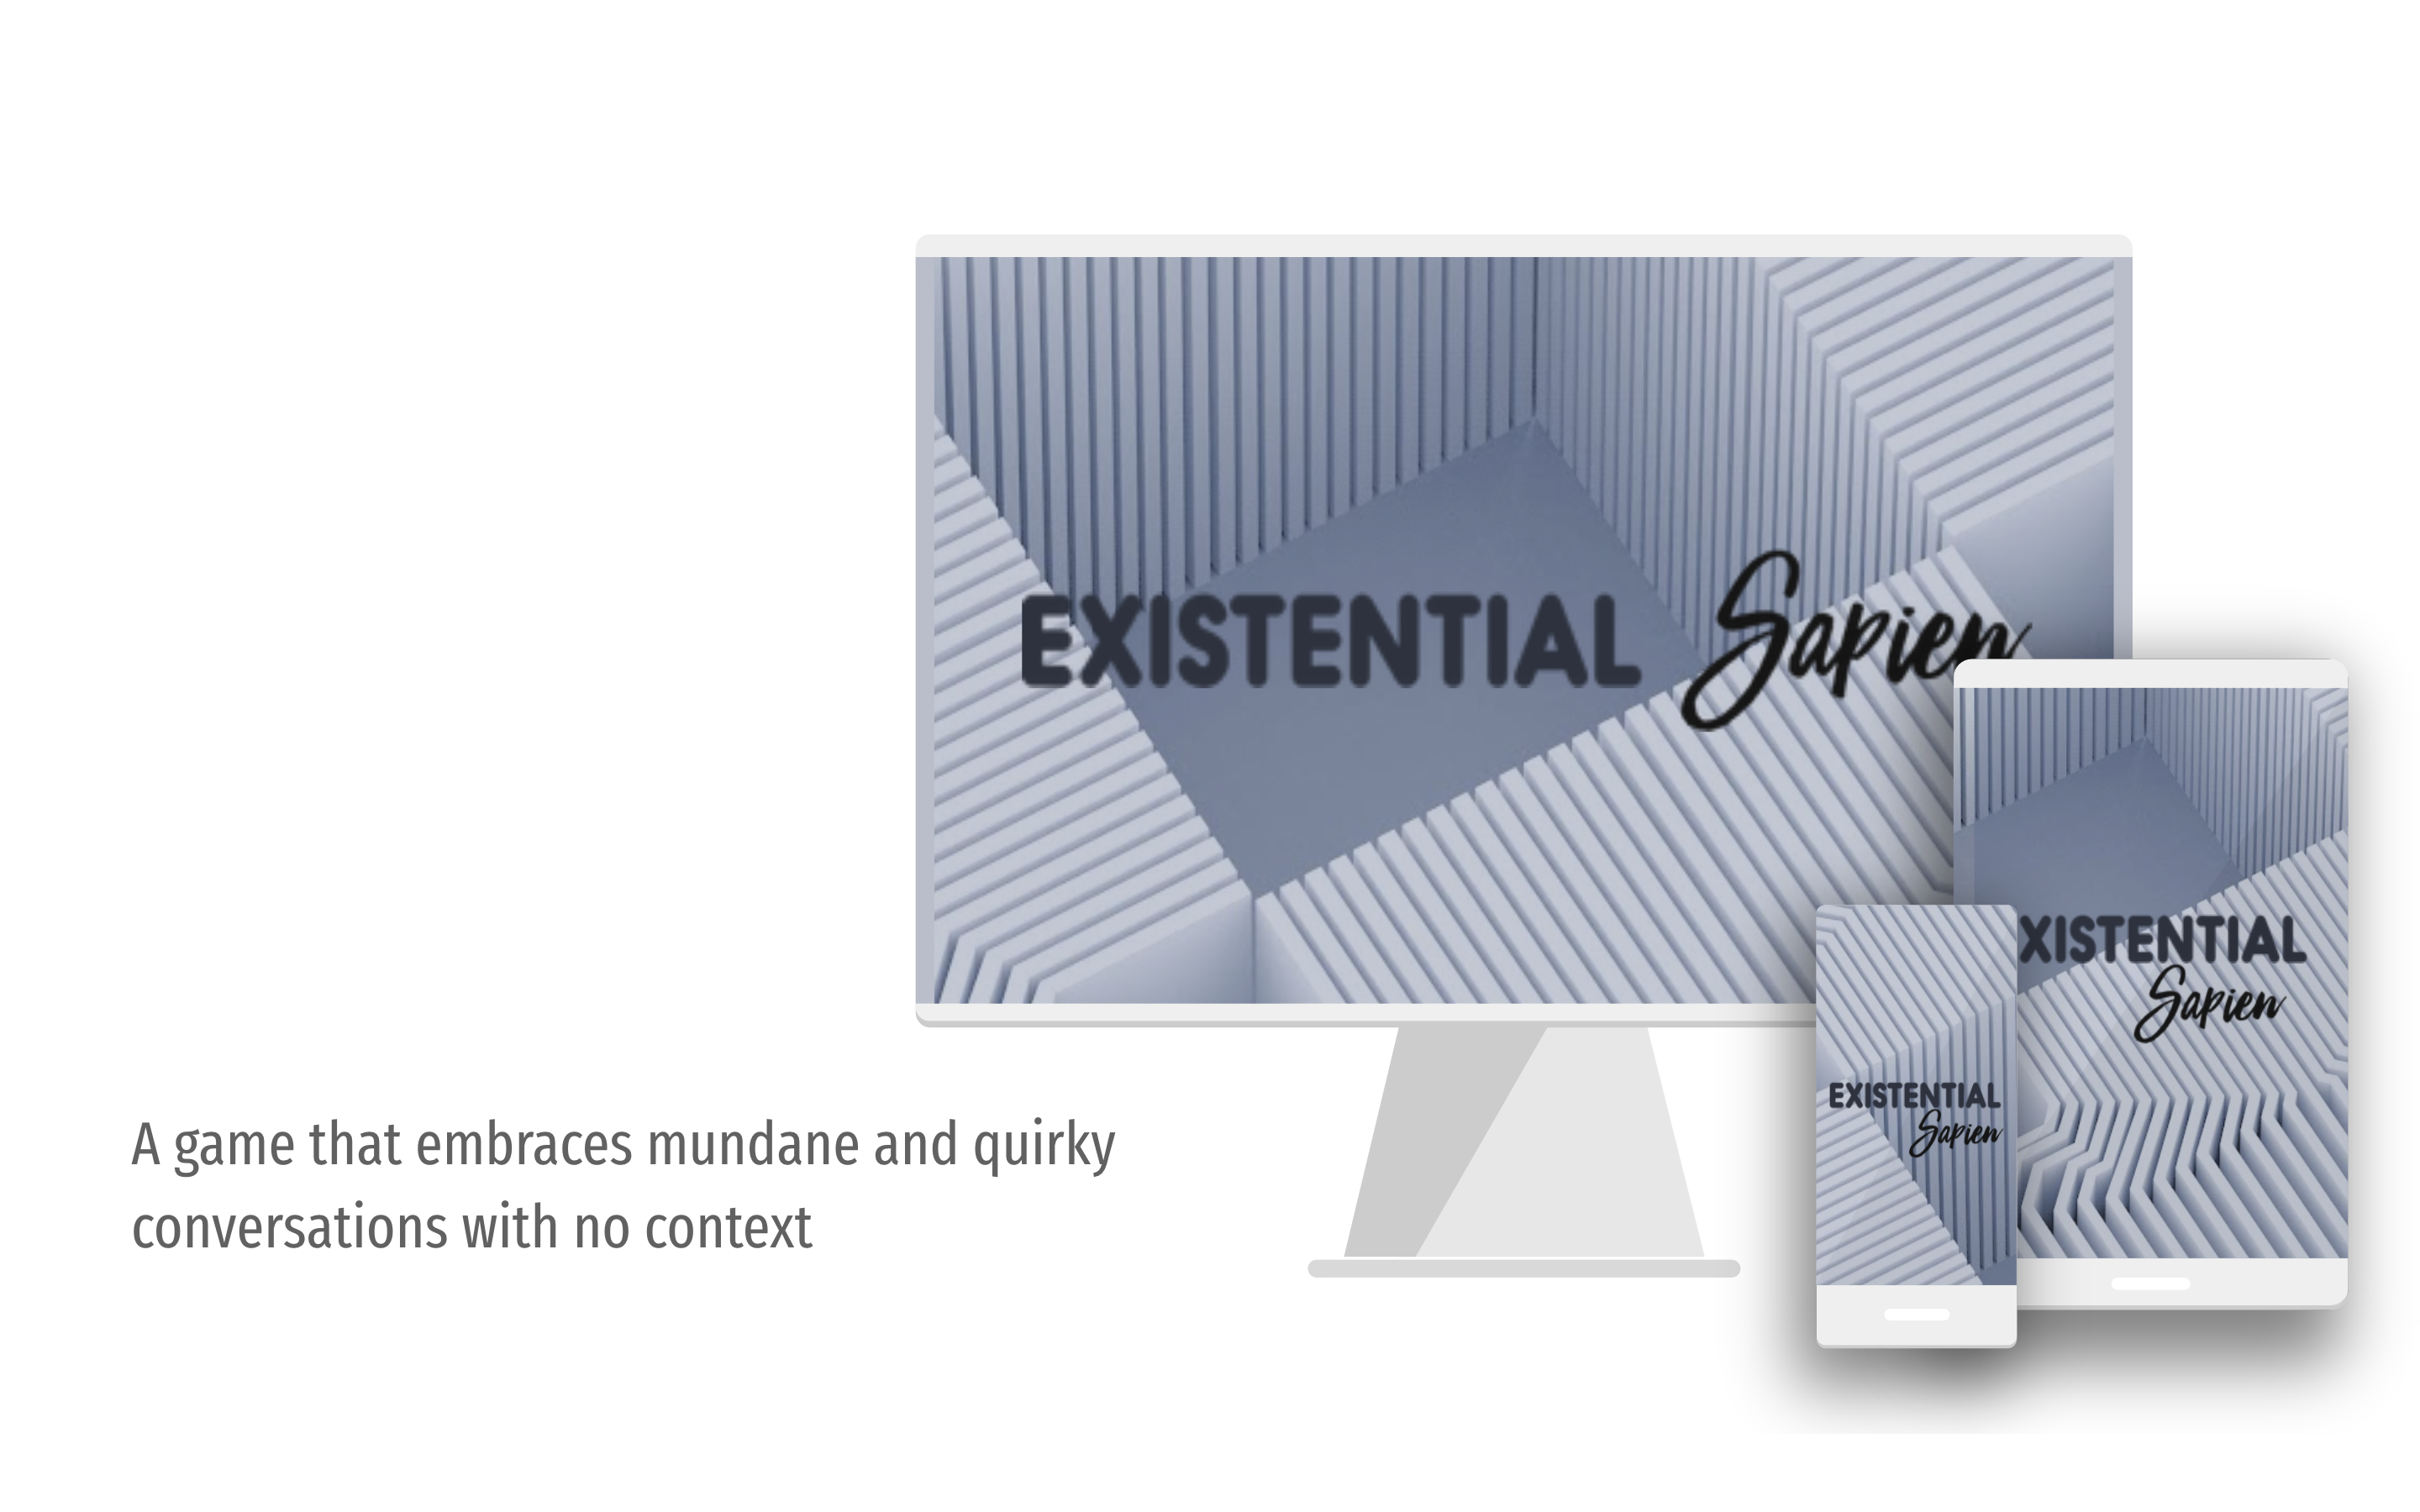 EXISTENTIAL Sapien
XISTENTIAL
Sapien
EXISTENTIAL
Sapien
A game that embraces mundane and quirky
conversations with no context